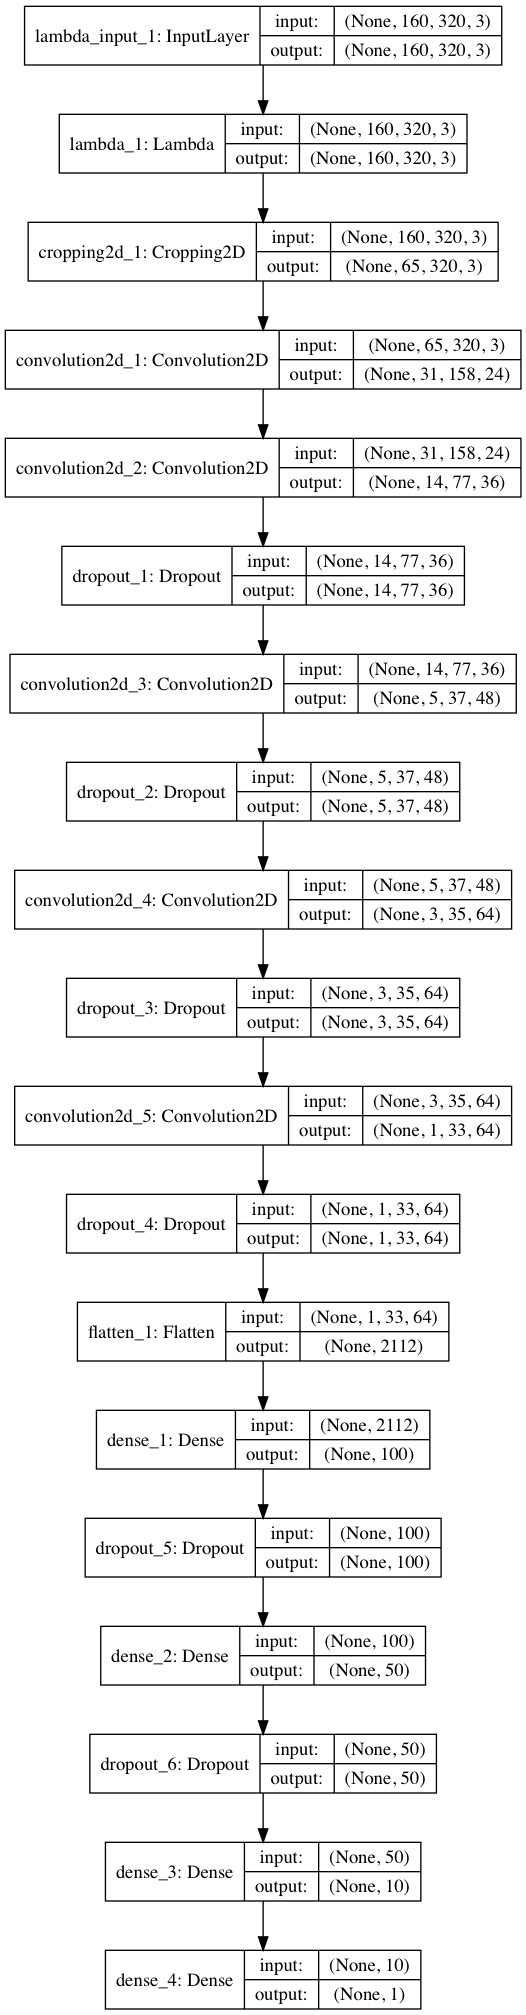 lambda_input_1: InputLayer
input: (None, 160, 320, 3)
output: (None, 160, 320, 3)
lambda_1: Lambda
input: (None, 160, 320, 3)
output: (None, 160, 320, 3)
cropping2d_1: Cropping2D
input: (None, 160, 320, 3)
output: (None, 65, 320, 3)
convolution2d_1: Convolution2D
input: (None, 65, 320, 3)
output: (None, 31, 158, 24)
convolution2d_2: Convolution2D
input: (None, 31, 158, 24)
output: (None, 14, 77, 36)
dropout_1: Dropout
input: (None, 14, 77, 36)
output: (None, 14, 77, 36)
convolution2d_3: Convolution2D
input: (None, 14, 77, 36)
output: (None, 5, 37, 48)
dropout_2: Dropout
input: (None, 5, 37, 48)
output: (None, 5, 37, 48)
convolution2d_4: Convolution2D
input: (None, 5, 37, 48)
output: (None, 3, 35, 64)
dropout_3: Dropout
input: (None, 3, 35, 64)
output: (None, 3, 35, 64)
convolution2d_5: Convolution2D
input: (None, 3, 35, 64)
output: (None, 1, 33, 64)
dropout_4: Dropout
input: (None, 1, 33, 64)
output: (None, 1, 33, 64)
flatten_1: Flatten
input: (None, 1, 33, 64)
output: (None, 2112)
dense_1: Dense
input: (None, 2112)
output: (None, 100)
dropout_5: Dropout
input: (None, 100)
output: (None, 100)
dense_2: Dense
input: (None, 100)
output: (None, 50)
dropout_6: Dropout
input: (None, 50)
output: (None, 50)
dense_3: Dense
input: (None, 50)
output: (None, 10)
dense_4: Dense
input: (None, 10)
output: (None, 1)